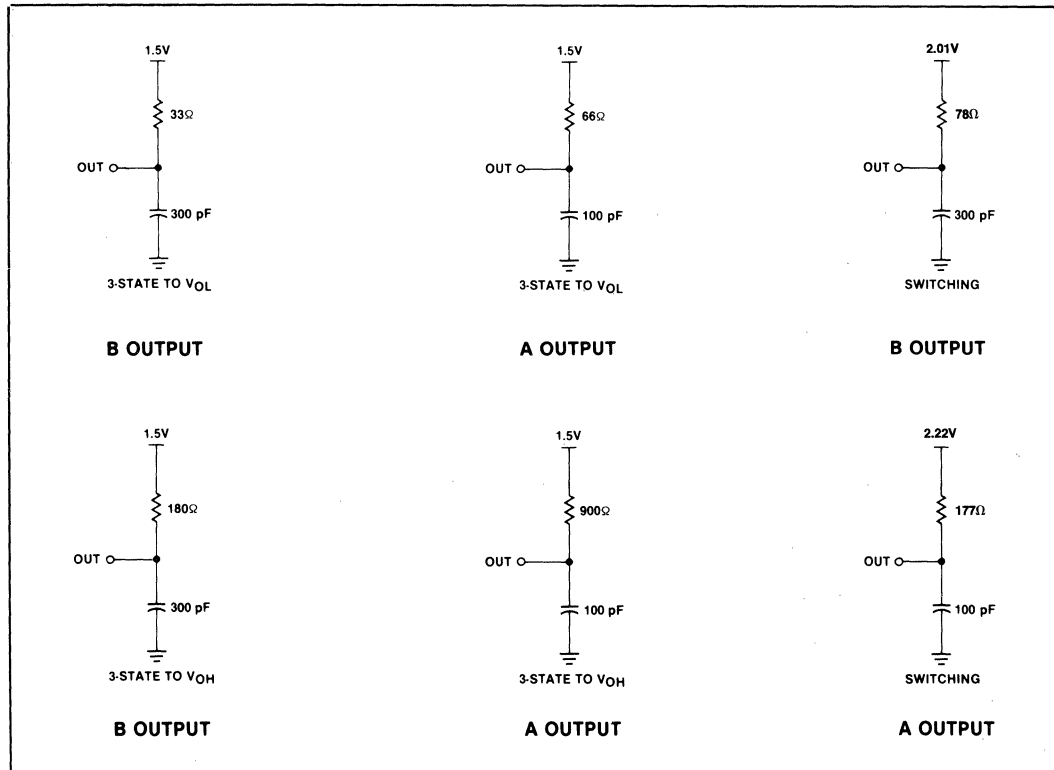 1.5V
33Ω
OUT
300 pF
3-STATE TO VOL
B OUTPUT
1.5V
66Ω
OUT
100 pF
3-STATE TO VOL
A OUTPUT
2.01V
78Ω
OUT
300 pF
SWITCHING
B OUTPUT
1.5V
180Ω
OUT
300 pF
3-STATE TO VOH
B OUTPUT
1.5V
900Ω
OUT
100 pF
3-STATE TO VOH
A OUTPUT
2.22V
177Ω
OUT
100 pF
SWITCHING
A OUTPUT